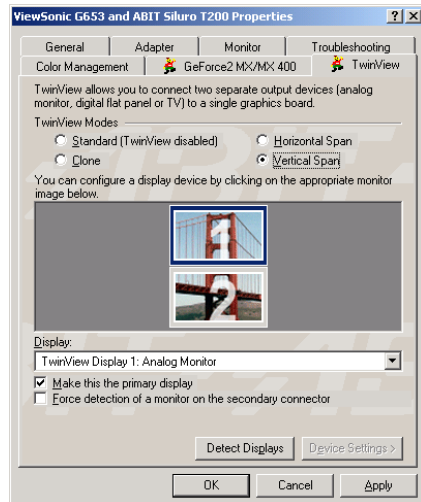 ViewSonic G653 and ABIT Siluro T200 Properties
General Adapter Monitor Troubleshooting
Color Management GeForce2 MX/MX 400 TwinView
TwinView allows you to connect two separate output devices (analog
monitor, digital flat panel or TV) to a single graphics board.
TwinView Modes
Standard (TwinView disabled) Horizontal Span
Clone Vertical Span
You can configure a display device by clicking on the appropriate monitor
image below.
1
2
Display:
TwinView Display 1: Analog Monitor
Make this the primary display
Force detection of a monitor on the secondary connector
Detect Displays Device Settings >
OK Cancel Apply